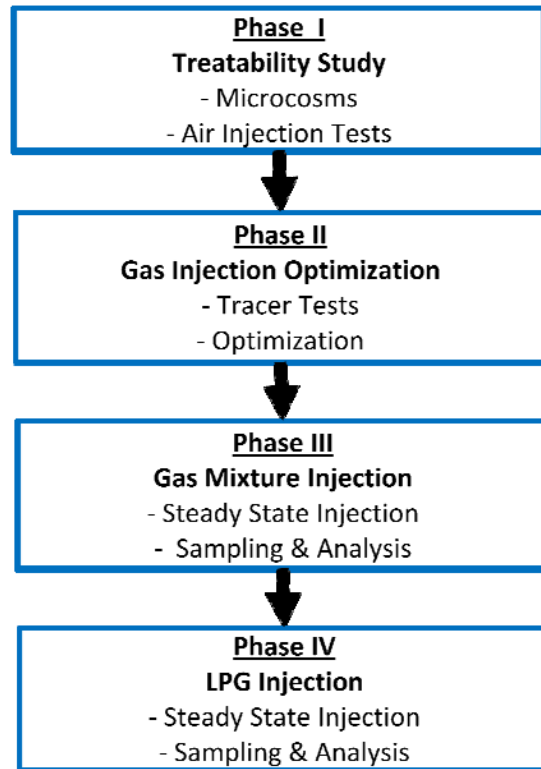 Phase I
Treatability Study
- Microcosms
- Air Injection Tests
Phase II
Gas Injection Optimization
- Tracer Tests
- Optimization
Phase III
Gas Mixture Injection
- Steady State Injection
- Sampling & Analysis
Phase IV
LPG Injection
- Steady State Injection
- Sampling & Analysis